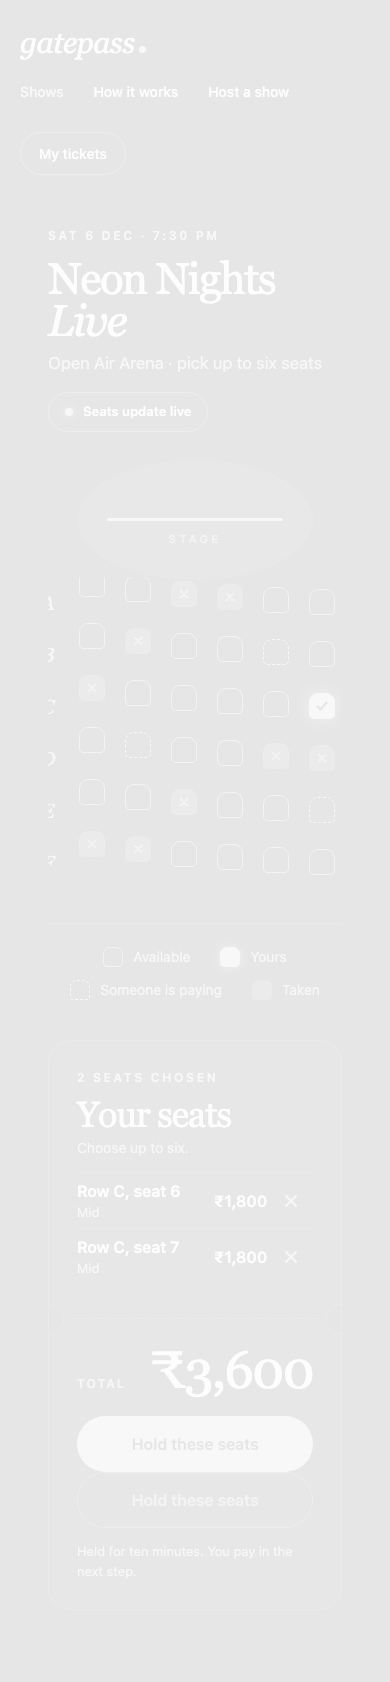 gatepass.
Shows How it works Host a show
My tickets
SAT 6 DEC · 7:30 PM
Neon Nights
Live
Open Air Arena · pick up to six seats
Seats update live
STAGE
Available Yours
Someone is paying Taken
2 SEATS CHOSEN
Your seats
Choose up to six.
Row C, seat 6 ₹1,800
Mid
Row C, seat 7 ₹1,800
Mid
TOTAL ₹3,600
Hold these seats
Hold these seats
Held for ten minutes. You pay in the
next step.